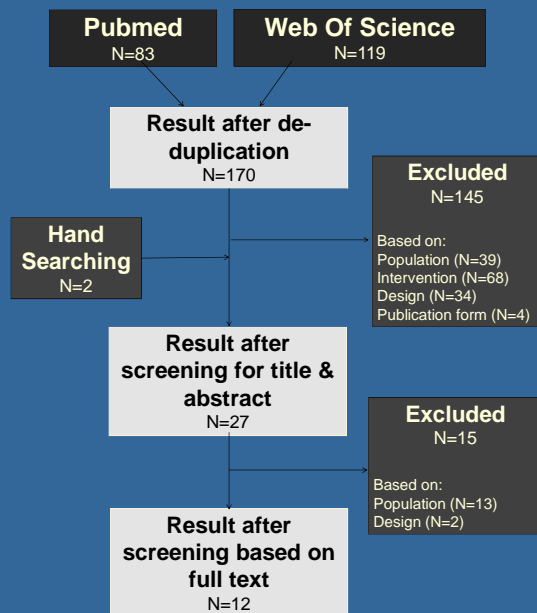 Pubmed
N=83
Web Of Science
N=119
Result after de-
duplication
N=170
Excluded
N=145
Based on:
Population (N=39)
Intervention (N=68)
Design (N=34)
Publication form (N=4)
Hand
Searching
N=2
Result after
screening for title &
abstract
N=27
Excluded
N=15
Based on:
Population (N=13)
Design (N=2)
Result after
screening based on
full text
N=12